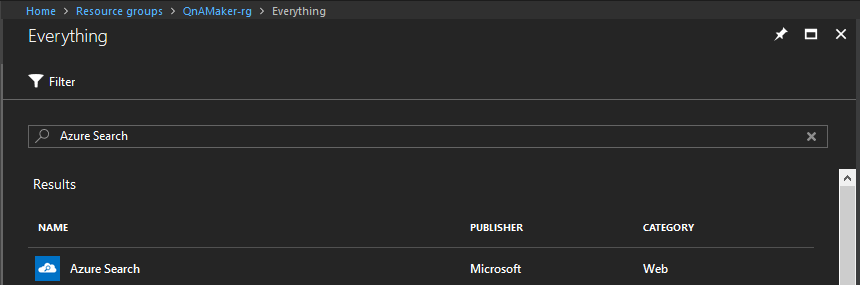 Home > Resource groups > QnAMaker-rg > Everything
Everything
Filter
Azure Search
Results
NAME PUBLISHER CATEGORY
Azure Search Microsoft Web